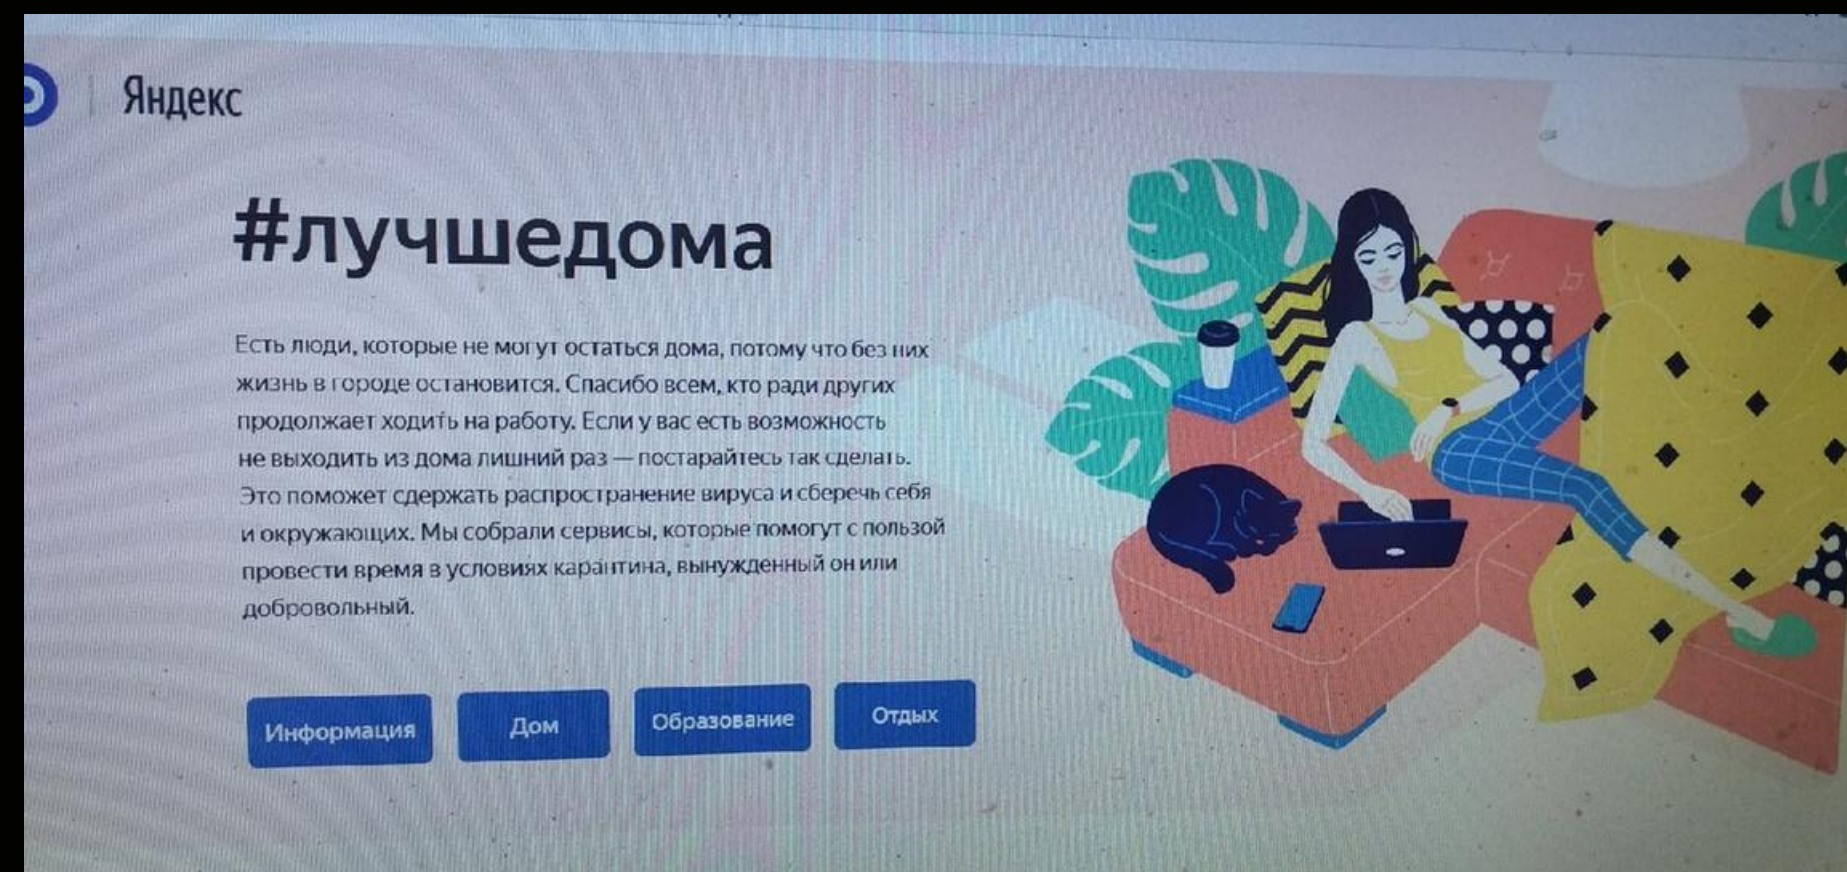 Яндекс
#лучшедома
Есть люди, которые не могут остаться дома, потому что без них
жизнь в городе остановится. Спасибо всем, кто ради других
продолжает ходить на работу. Если у вас есть возможность
не выходить из дома лишний раз — постарайтесь так сделать.
Это поможет сдержать распространение вируса и сберечь себя
и окружающих. Мы собрали сервисы, которые помогут с пользой
провести время в условиях карантина, вынужденный он или
добровольный.
Информация
Дом
Образование
Отдых